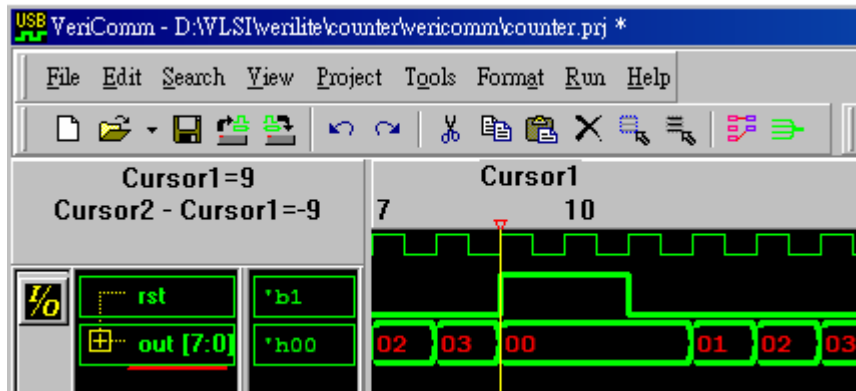 USB VeriComm - D:\VLSI\verilite\counter\vericomm\counter.prj *
File Edit Search View Project Tools Format Run Help
Cursor1=9 Cursor1
Cursor2 - Cursor1=-9 7 10
I/O rst 'b1
out [7:0] 'h00 02 03 00 01 02 03